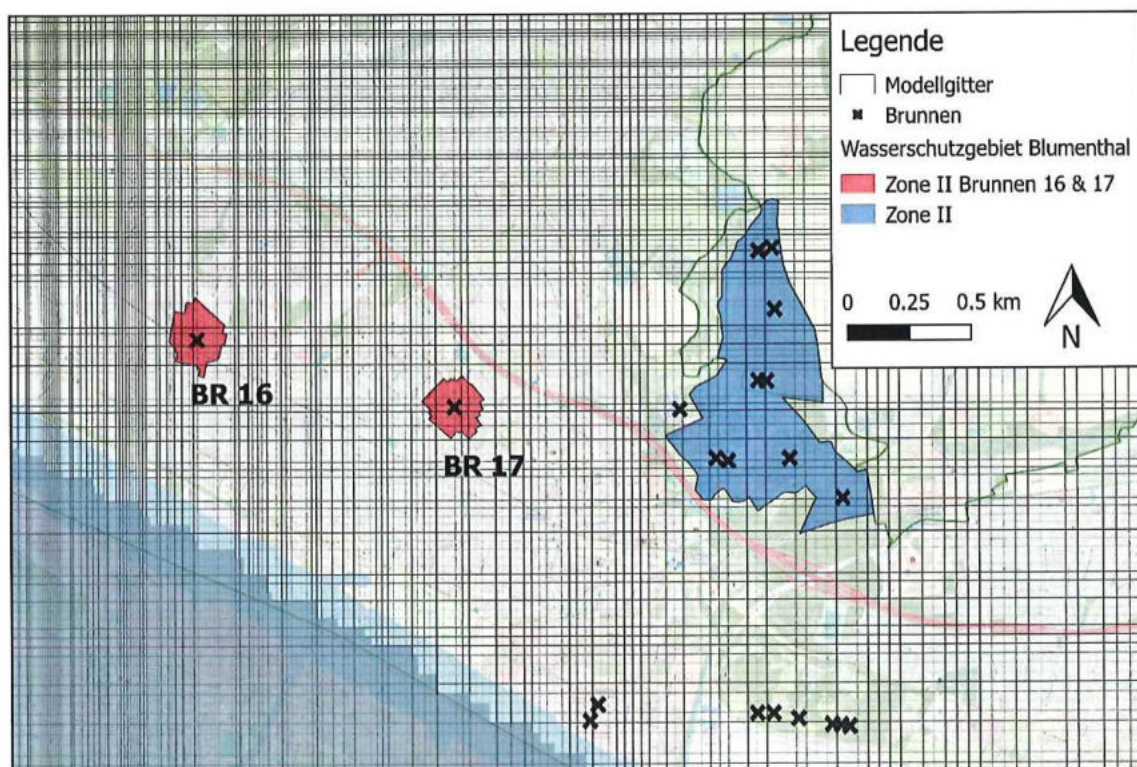 Legende
Modellgitter
Brunnen
Wasserschutzgebiet Blumenthal
Zone II Brunnen 16 & 17
Zone II
0 0.25 0.5 km
N
BR 16
BR 17